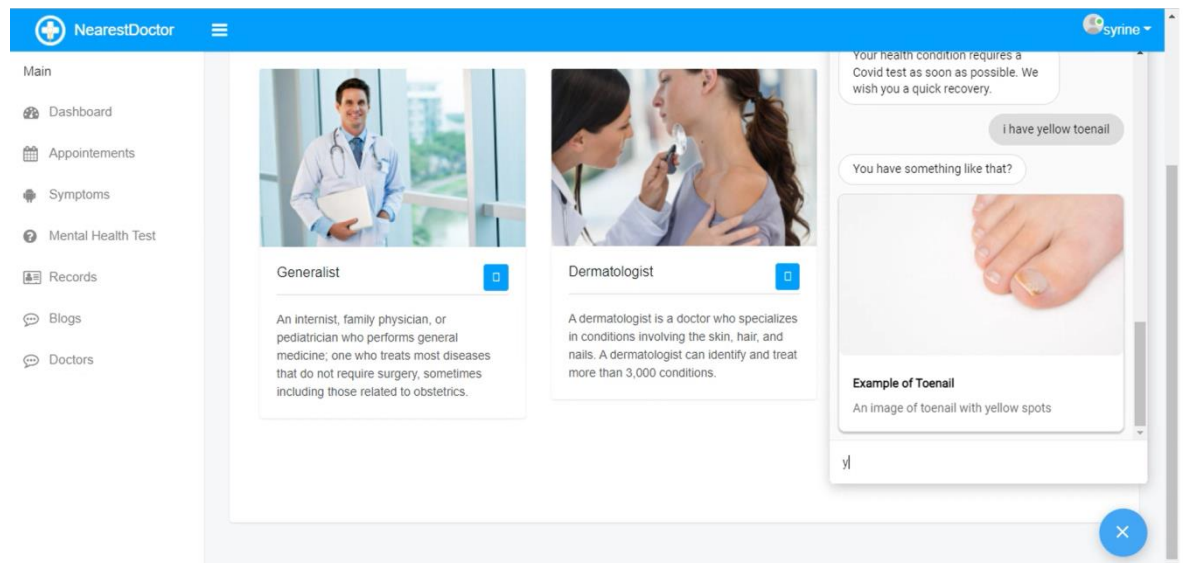 NearestDoctor
syrine
Main
Dashboard
Appointements
Symptoms
Mental Health Test
Records
Blogs
Doctors
Generalist
An internist, family physician, or
pediatrician who performs general
medicine; one who treats most diseases
that do not require surgery, sometimes
including those related to obstetrics.
Dermatologist
A dermatologist is a doctor who specializes
in conditions involving the skin, hair, and
nails. A dermatologist can identify and treat
more than 3,000 conditions.
Your health condition requires a
Covid test as soon as possible. We
wish you a quick recovery.
i have yellow toenail
You have something like that?
Example of Toenail
An image of toenail with yellow spots
y